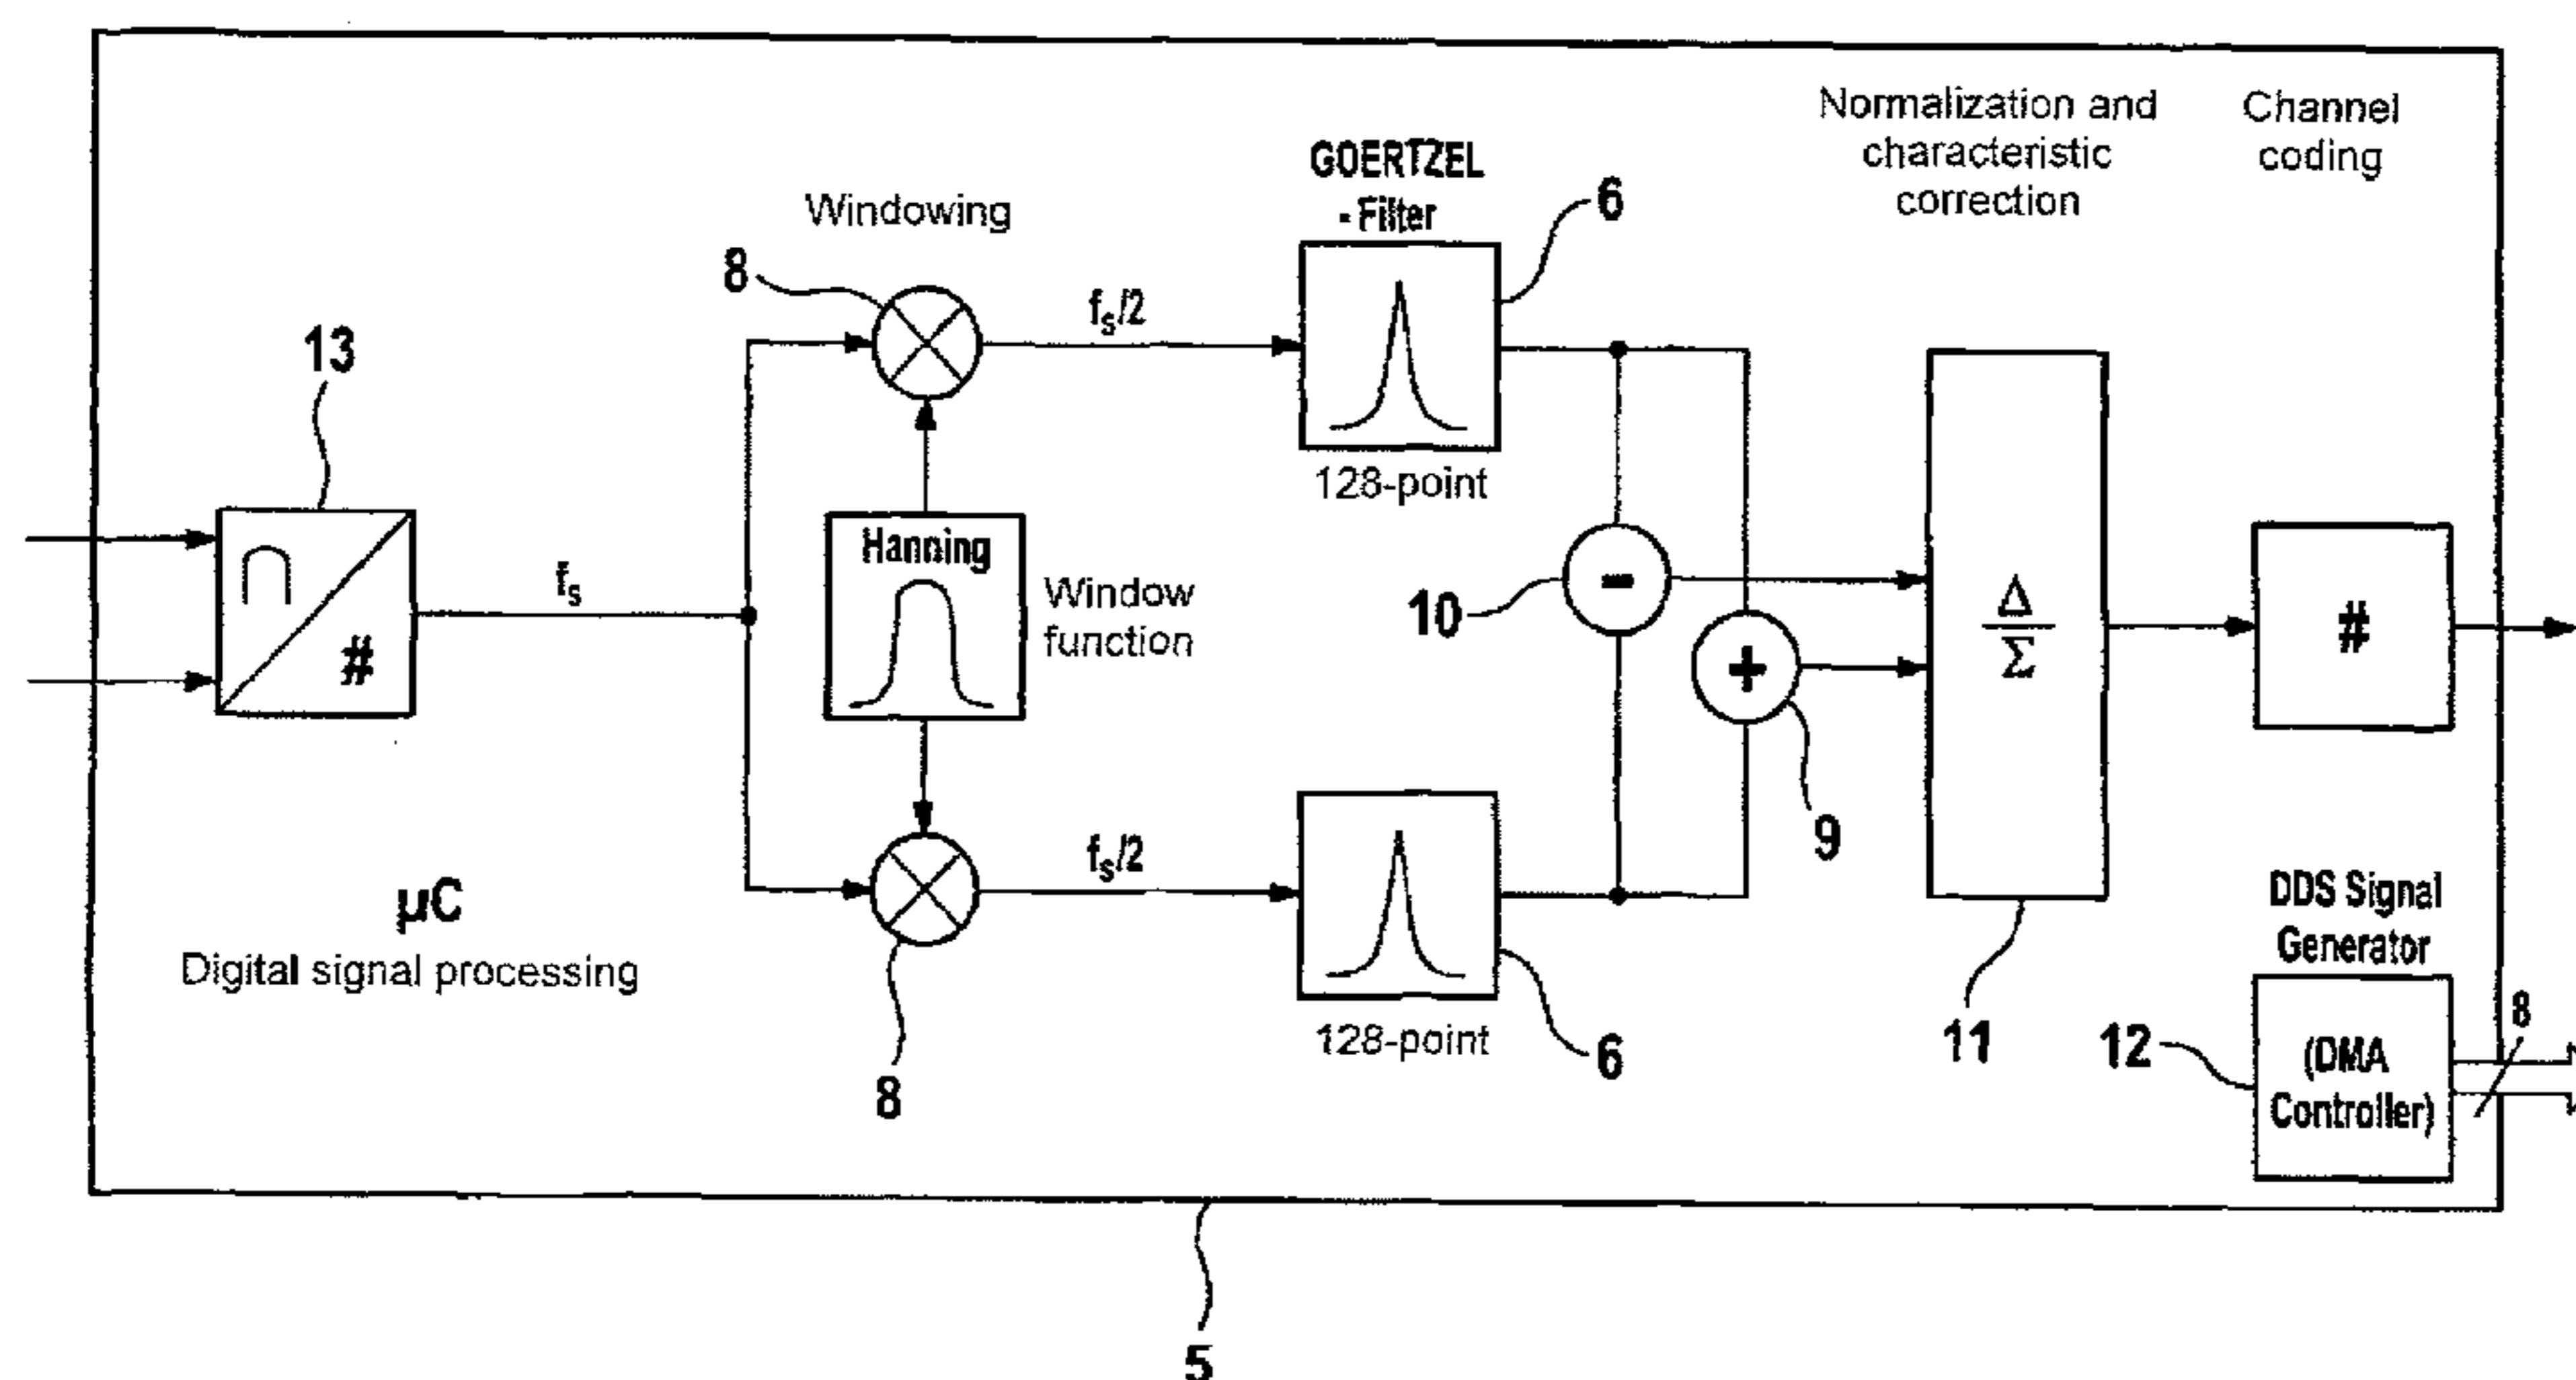 Normalization and
characteristic
correction
Channel
coding
GOERTZEL
- Filter
6
Windowing
8
fs/2
13
128-point
Hanning
Window
function
fs
#
10
-
+
Δ
Σ
#
9
fs/2
µC
Digital signal processing
8
128-point
6
11
DDS Signal
Generator
12
(DMA
Controller)
8
5